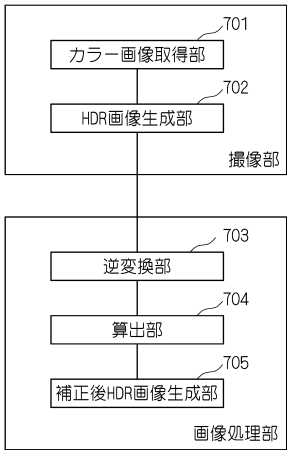 701
カラー画像取得部
702
HDR画像生成部
撮像部
703
逆変換部
704
算出部
705
補正後HDR画像生成部
画像処理部